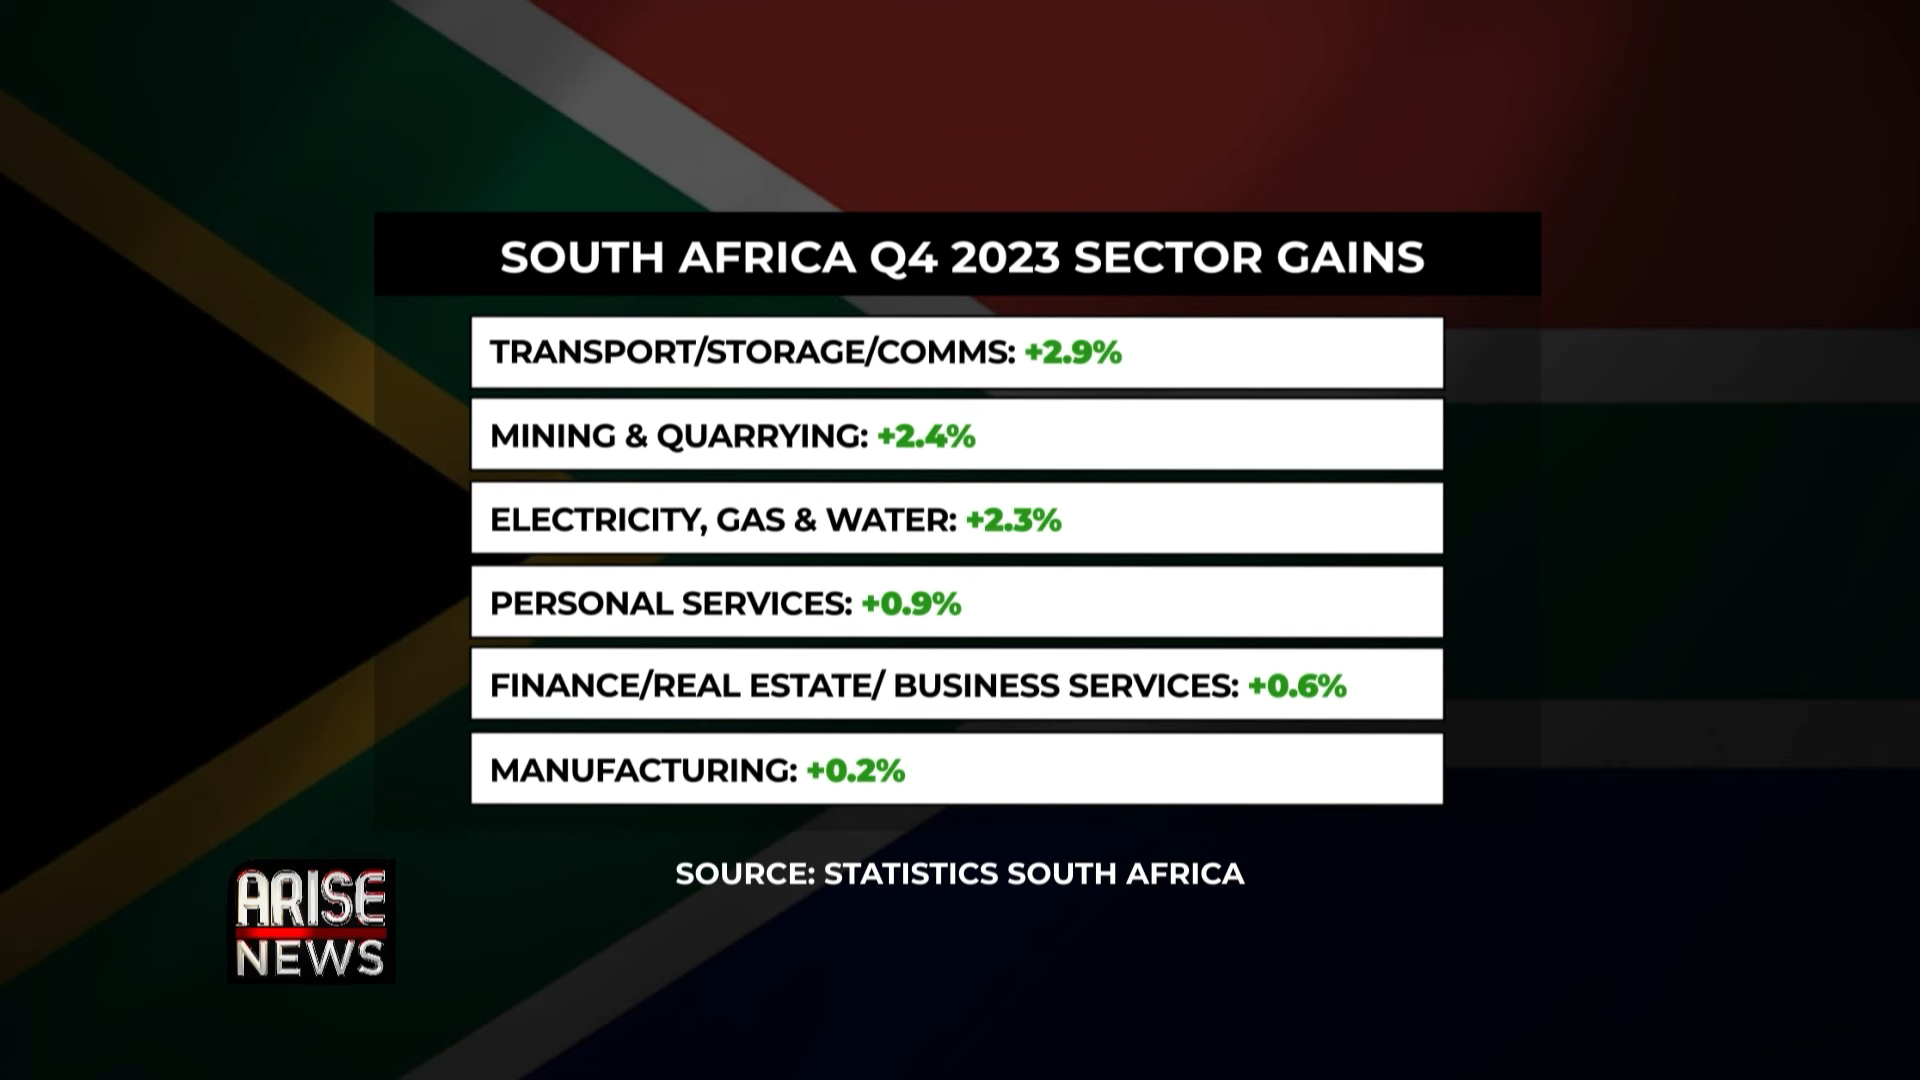 SOUTH AFRICA Q4 2023 SECTOR GAINS
TRANSPORT/STORAGE/COMMS: +2.9%
MINING & QUARRYING: +2.4%
ELECTRICITY, GAS & WATER: +2.3%
PERSONAL SERVICES: +0.9%
FINANCE/REAL ESTATE/ BUSINESS SERVICES: +0.6%
MANUFACTURING: +0.2%
SOURCE: STATISTICS SOUTH AFRICA
ARISE
NEWS